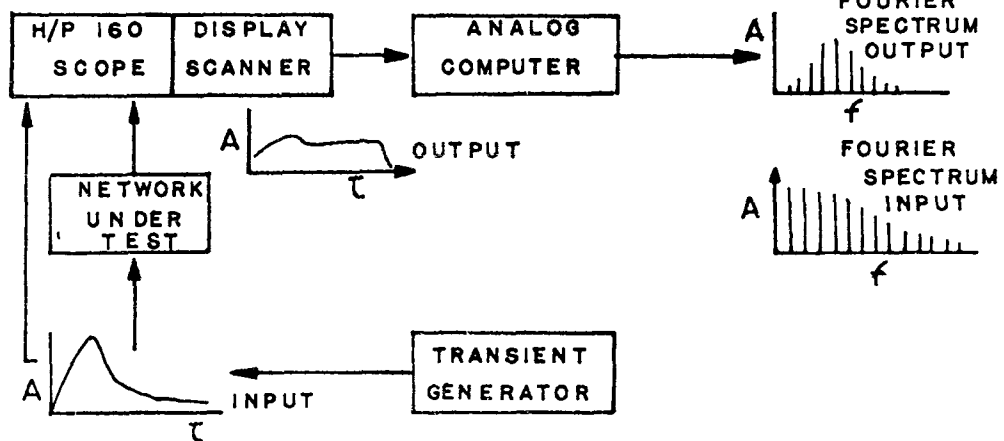 H/P 160
SCOPE
DISPLAY
SCANNER
ANALOG
COMPUTER
FOURIER
SPECTRUM
OUTPUT
A
f
A
OUTPUT
τ
NETWORK
UNDER
TEST
FOURIER
SPECTRUM
INPUT
A
f
A
INPUT
τ
TRANSIENT
GENERATOR